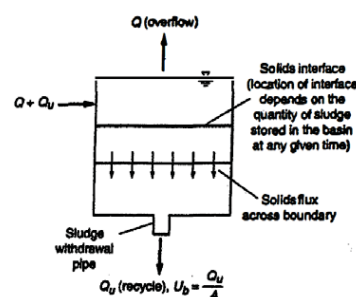 Q (overflow)
Solids interface
(location of interface
depends on the
quantity of sludge
stored in the basin
at any given time)
Q + Qu
Solids flux
across boundary
Sludge
withdrawal
pipe
Qu (recycle), Ub = Qu
A